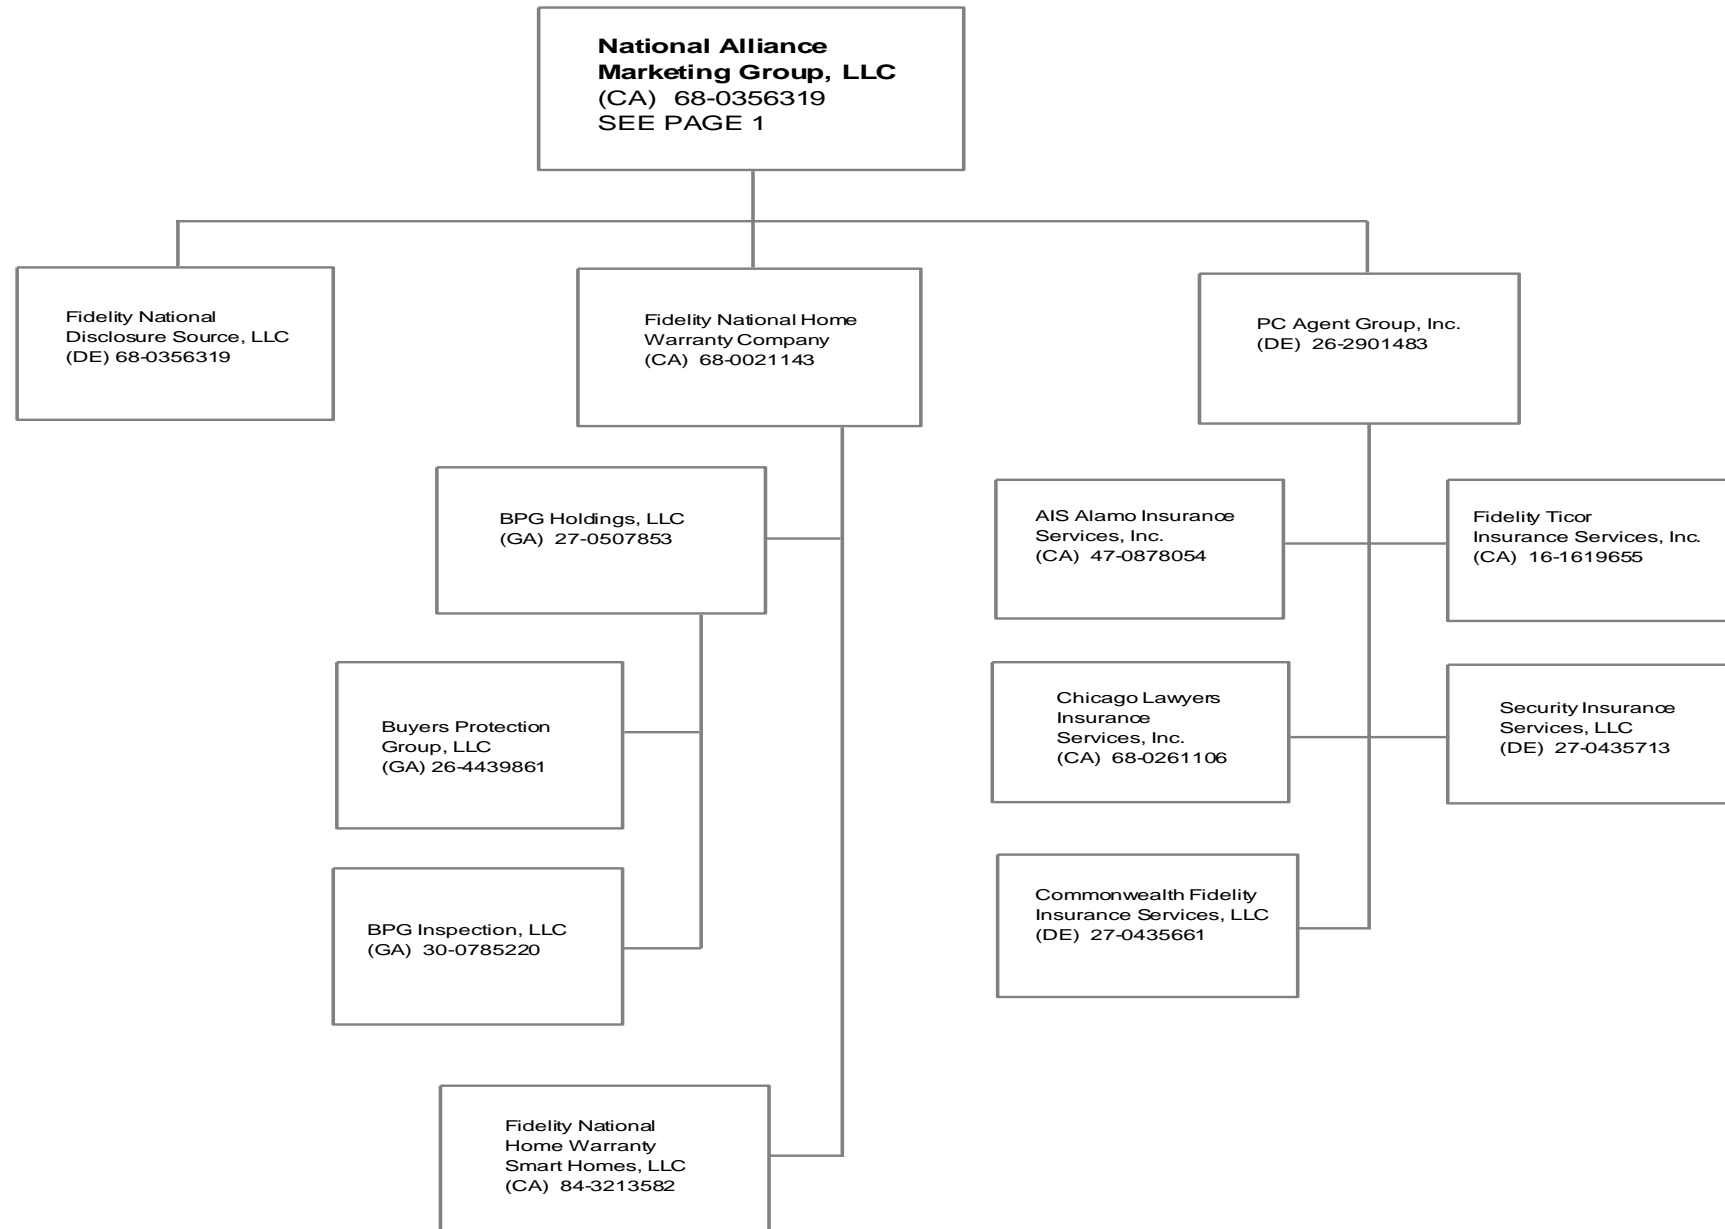 National Alliance
Marketing Group, LLC
(CA) 68-0356319
SEE PAGE 1
Fidelity National
Disclosure Source, LLC
(DE) 68-0356319
Fidelity National Home
Warranty Company
(CA) 68-0021143
PC Agent Group, Inc.
(DE) 26-2901483
BPG Holdings, LLC
(GA) 27-0507853
AIS Alamo Insurance
Services, Inc.
(CA) 47-0878054
Fidelity Ticor
Insurance Services, Inc.
(CA) 16-1619655
Buyers Protection
Group, LLC
(GA) 26-4439861
Chicago Lawyers
Insurance
Services, Inc.
(CA) 68-0261106
Security Insurance
Services, LLC
(DE) 27-0435713
BPG Inspection, LLC
(GA) 30-0785220
Commonwealth Fidelity
Insurance Services, LLC
(DE) 27-0435661
Fidelity National
Home Warranty
Smart Homes, LLC
(CA) 84-3213582